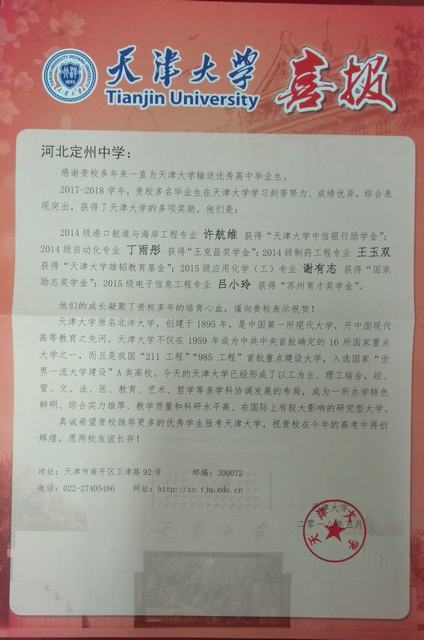 天津大学
Tianjin University
喜报
河北定州中学：
感谢贵校多年来一直为天津大学输送优秀高中毕业生。
2017-2018 学年，贵校多名毕业生在天津大学学习刻苦努力、成绩优异，综合表
现突出，获得了天津大学的多项奖励。他们是：
2014 级港口航道与海岸工程专业 许航维 获得“天津大学中信银行励学金”；
2014 级自动化专业 丁雨彤 获得“王克昌奖学金”；2014 级制药工程专业 王玉双
获得“天津大学雄韬教育基金”；2015 级应用化学（工）专业 谢有志 获得“国家
励志奖学金”；2015 级电子信息工程专业 吕小玲 获得“苏州育才奖学金”。
他们的成长凝聚了贵校多年的培育心血，谨向贵校表示祝贺！
天津大学原名北洋大学，创建于 1895 年，是中国第一所现代大学，开中国现代
高等教育之先河。天津大学不仅在 1959 年成为中共中央首批确定的 16 所国家重点
大学之一，而且是我国“211 工程”“985 工程”首批重点建设大学，入选国家“世
界一流大学建设”A 类高校。今天的天津大学已经形成了以工为主、理工结合，经、
管、文、法、医、教育、艺术、哲学等多学科协调发展的布局，成为一所办学特色
鲜明、综合实力雄厚、教学质量和科研水平高、在国际上有较大影响的研究型大学。
真诚希望贵校推荐更多的优秀学生报考天津大学，祝贵校在今年的高考中再创
辉煌。愿两校友谊长存！
地址：天津市南开区卫津路 92 号 邮编：300072
电话：022-27405486 网址：http://zs.tju.edu.cn
天津大学